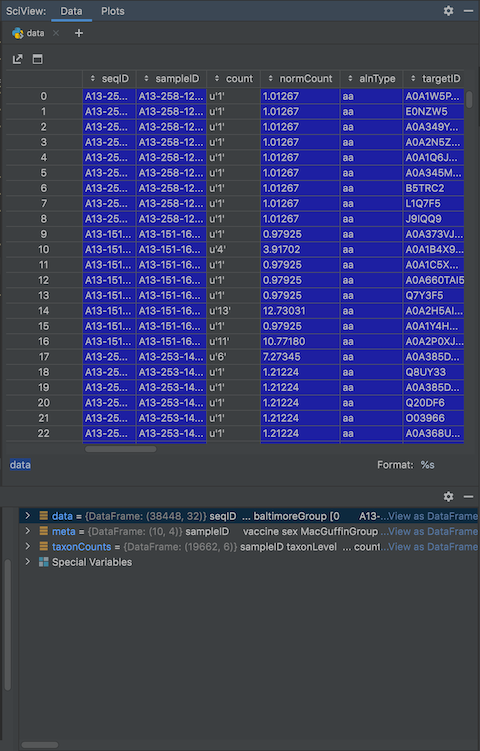 SciView: Data Plots
data
seqID sampleID count normCount alnType targetID
0 A13-25... A13-258-12... u'1' 1.01267 aa A0A1W5P...
1 A13-25... A13-258-12... u'1' 1.01267 aa E0NZW5
2 A13-25... A13-258-12... u'1' 1.01267 aa A0A349Y...
3 A13-25... A13-258-12... u'1' 1.01267 aa A0A2N5Z...
4 A13-25... A13-258-12... u'1' 1.01267 aa A0A1Q6J...
5 A13-25... A13-258-12... u'1' 1.01267 aa A0A345M...
6 A13-25... A13-258-12... u'1' 1.01267 aa B5TRC2
7 A13-25... A13-258-12... u'1' 1.01267 aa L1Q7F5
8 A13-25... A13-258-12... u'1' 1.01267 aa J9IQQ9
9 A13-151... A13-151-16... u'1' 0.97925 aa A0A373VJ...
10 A13-151... A13-151-16... u'4' 3.91702 aa A0A1B4X9...
11 A13-151... A13-151-16... u'1' 0.97925 aa A0A1C5X...
12 A13-151... A13-151-16... u'1' 0.97925 aa A0A660TAI5
13 A13-151... A13-151-16... u'1' 0.97925 aa Q7Y3F5
14 A13-151... A13-151-16... u'13' 12.73031 aa A0A2H5AI...
15 A13-151... A13-151-16... u'1' 0.97925 aa A0A1Y4H...
16 A13-151... A13-151-16... u'11' 10.77180 aa A0A2P0XJ...
17 A13-25... A13-253-14... u'6' 7.27345 aa A0A385D...
18 A13-25... A13-253-14... u'1' 1.21224 aa Q8UY33
19 A13-25... A13-253-14... u'1' 1.21224 aa A0A385D...
20 A13-25... A13-253-14... u'1' 1.21224 aa Q20DF6
21 A13-25... A13-253-14... u'1' 1.21224 aa O03966
22 A13-25... A13-253-14... u'1' 1.21224 aa A0A368U...
data Format: %s
data = {DataFrame: (38448, 32)} seqID ... baltimoreGroup [0 A13-...View as DataFrame
meta = {DataFrame: (10, 4)} sampleID vaccine sex MacGuffinGroup ...View as DataFrame
taxonCounts = {DataFrame: (19662, 6)} sampleID taxonLevel ... count...View as DataFrame
Special Variables